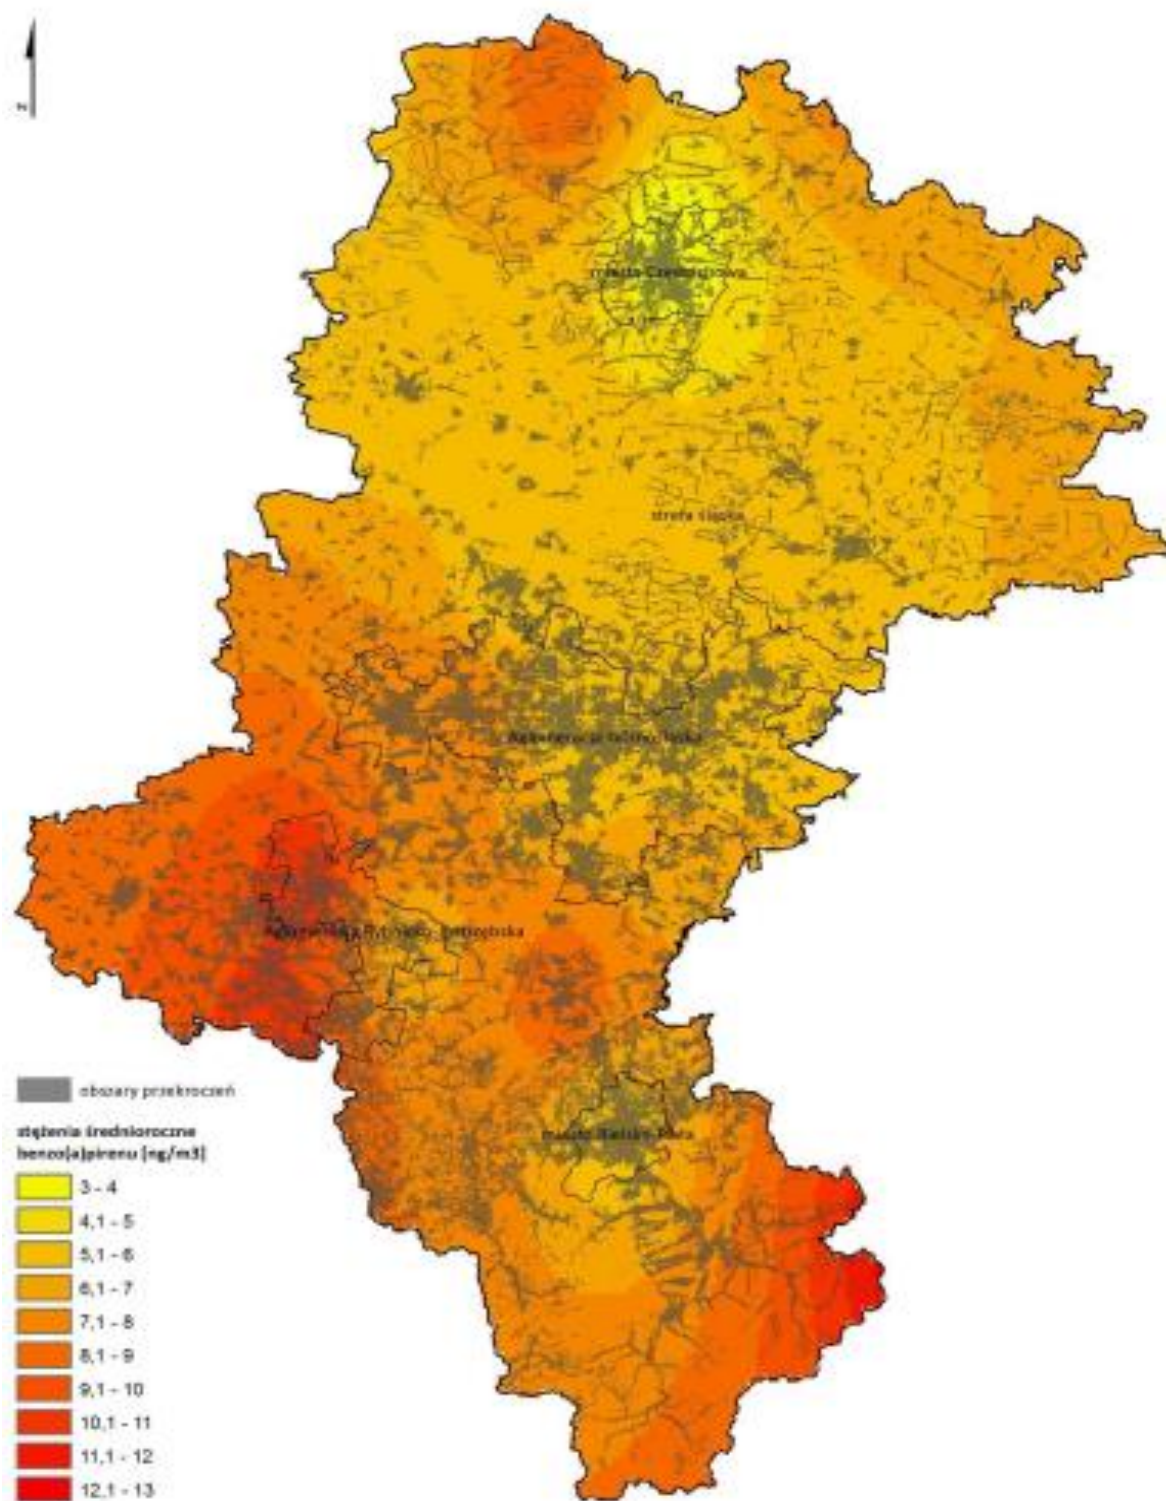 N
miasto Częstochowa
strefa śląska
Aglomeracja Górnośląska
Aglomeracja Rybnicko-Jastrzębska
miasto Bielsko-Biała
obszary przekroczeń
stężenia średnioroczne
benzo(a)pirenu [ng/m3]
3 - 4
4,1 - 5
5,1 - 6
6,1 - 7
7,1 - 8
8,1 - 9
9,1 - 10
10,1 - 11
11,1 - 12
12,1 - 13